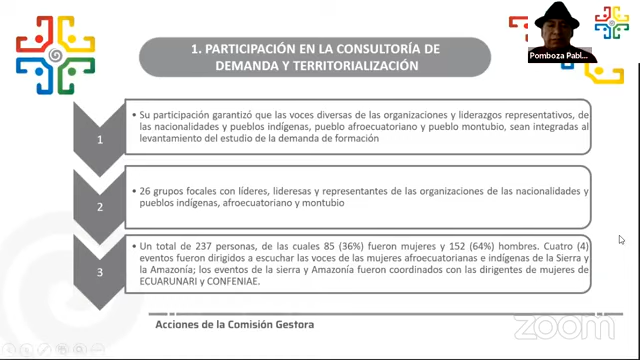 1. PARTICIPACIÓN EN LA CONSULTORÍA DE
DEMANDA Y TERRITORIALIZACIÓN
Pomboza Pabl...
1
• Su participación garantizó que las voces diversas de las organizaciones y liderazgos representativos, de
las nacionalidades y pueblos indígenas, pueblo afroecuatoriano y pueblo montubio, sean integradas al
levantamiento del estudio de la demanda de formación
2
• 26 grupos focales con líderes, lideresas y representantes de las organizaciones de las nacionalidades y
pueblos indígenas, afroecuatoriano y montubio
3
• Un total de 237 personas, de las cuales 85 (36%) fueron mujeres y 152 (64%) hombres. Cuatro (4)
eventos fueron dirigidos a escuchar las voces de las mujeres afroecuatorianas e indígenas de la Sierra y
la Amazonía; los eventos de la sierra y Amazonía fueron coordinados con las dirigentes de mujeres de
ECUARUNARI y CONFENIAE.
Acciones de la Comisión Gestora
zoom